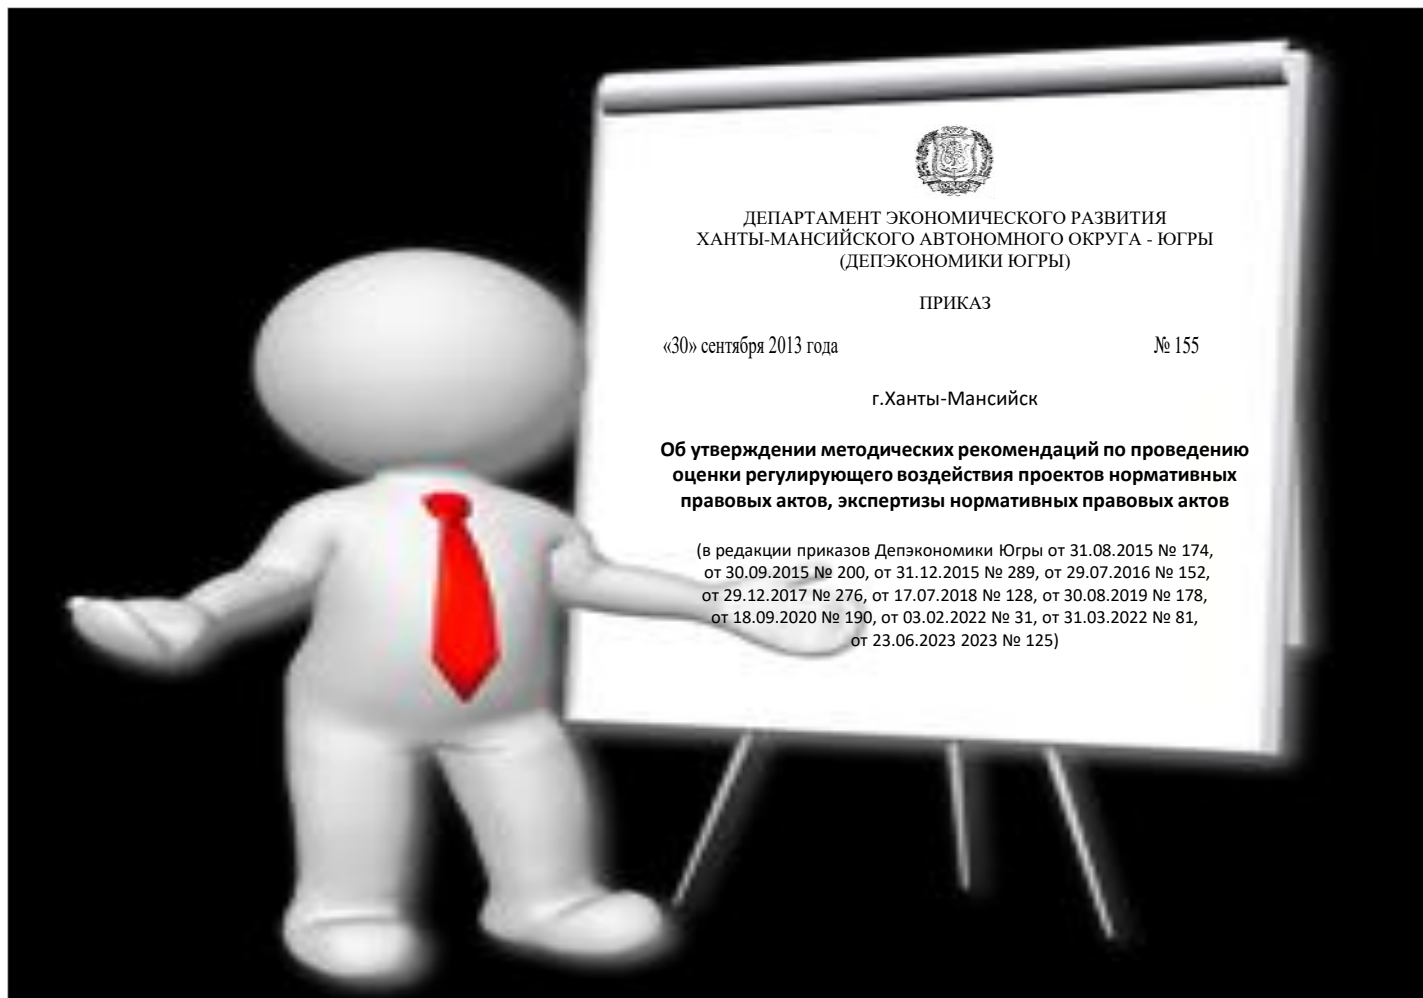 ДЕПАРТАМЕНТ ЭКОНОМИЧЕСКОГО РАЗВИТИЯ
ХАНТЫ-МАНСИЙСКОГО АВТОНОМНОГО ОКРУГА - ЮГРЫ
(ДЕПЭКОНОМИКИ ЮГРЫ)
ПРИКАЗ
«30» сентября 2013 года № 155
г.Ханты-Мансийск
Об утверждении методических рекомендаций по проведению
оценки регулирующего воздействия проектов нормативных
правовых актов, экспертизы нормативных правовых актов
(в редакции приказов Депэкономики Югры от 31.08.2015 № 174,
от 30.09.2015 № 200, от 31.12.2015 № 289, от 29.07.2016 № 152,
от 29.12.2017 № 276, от 17.07.2018 № 128, от 30.08.2019 № 178,
от 18.09.2020 № 190, от 03.02.2022 № 31, от 31.03.2022 № 81,
от 23.06.2023 2023 № 125)